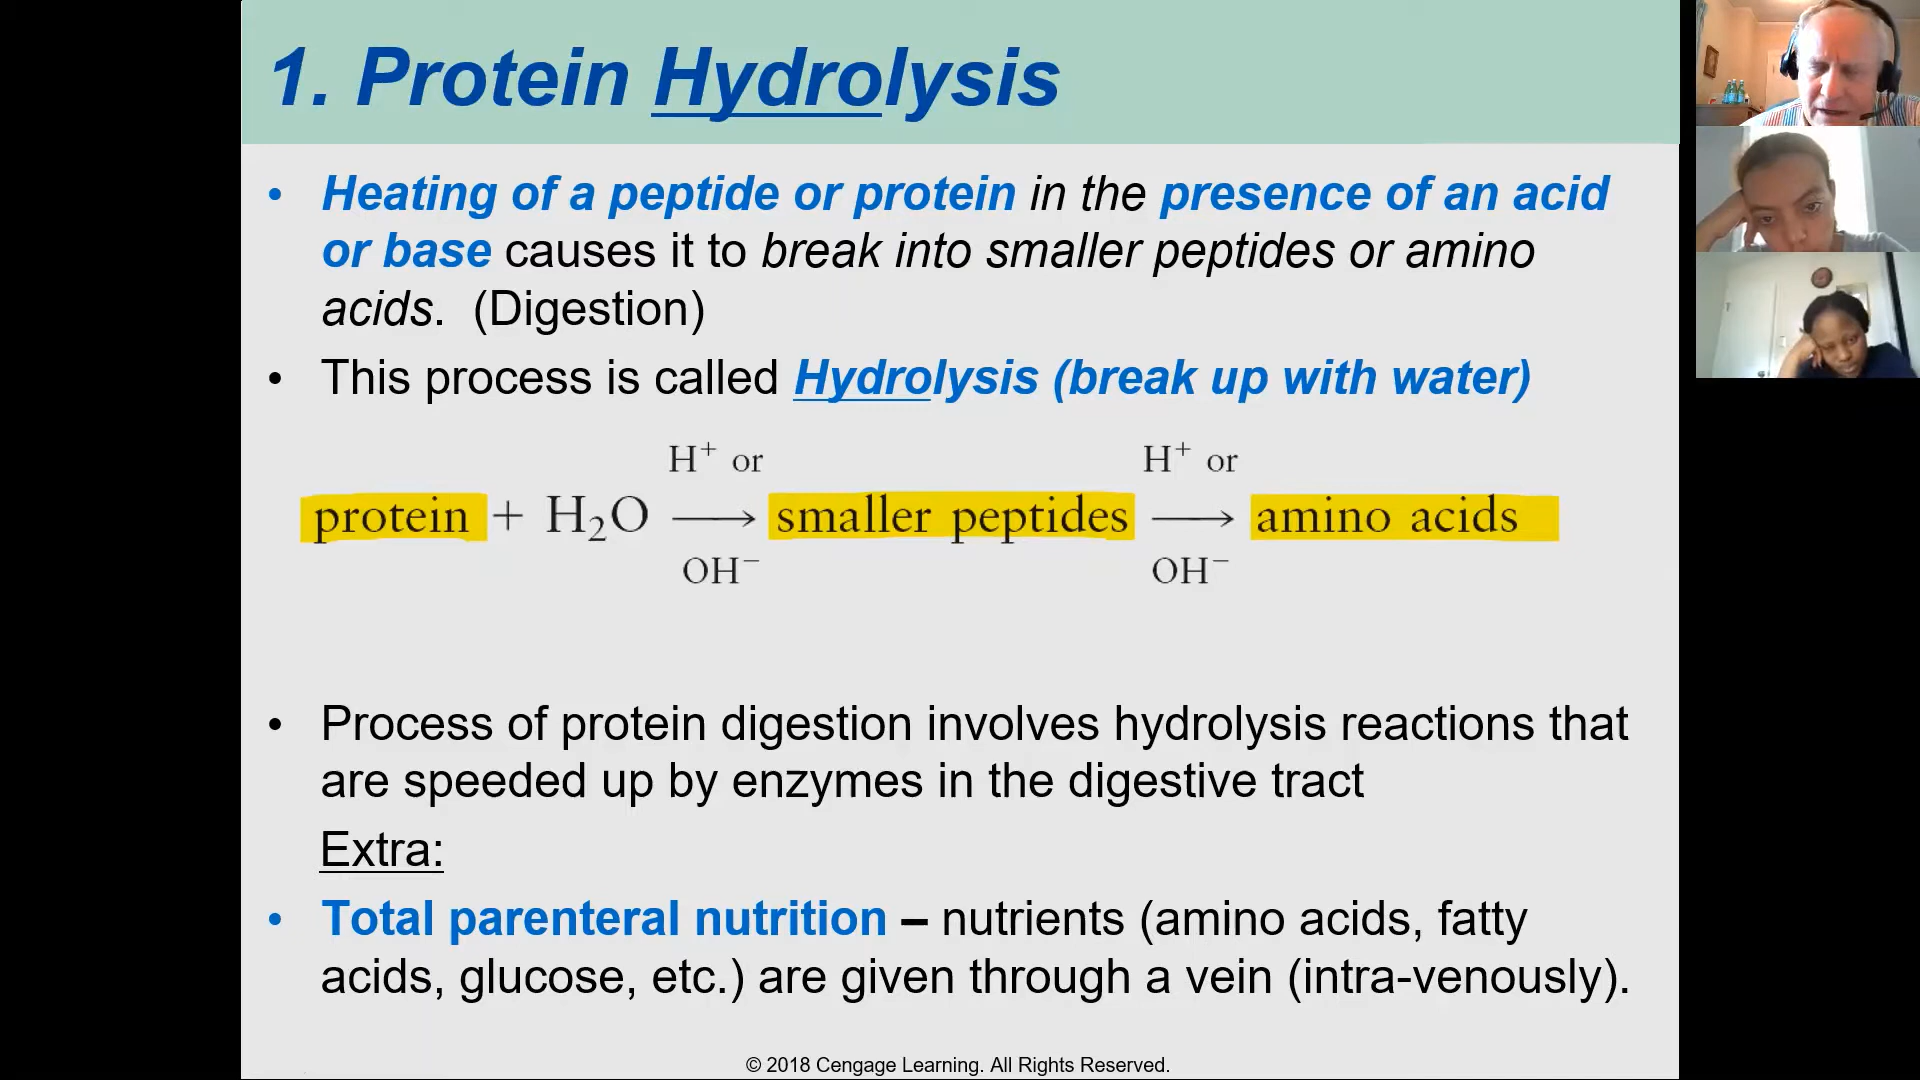 1. Protein Hydrolysis
• Heating of a peptide or protein in the presence of an acid
or base causes it to break into smaller peptides or amino
acids. (Digestion)
• This process is called Hydrolysis (break up with water)
H⁺ or H⁺ or
protein + H₂O ⟶ smaller peptides ⟶ amino acids
OH⁻ OH⁻
• Process of protein digestion involves hydrolysis reactions that
are speeded up by enzymes in the digestive tract
Extra:
• Total parenteral nutrition – nutrients (amino acids, fatty
acids, glucose, etc.) are given through a vein (intra-venously).
© 2018 Cengage Learning. All Rights Reserved.